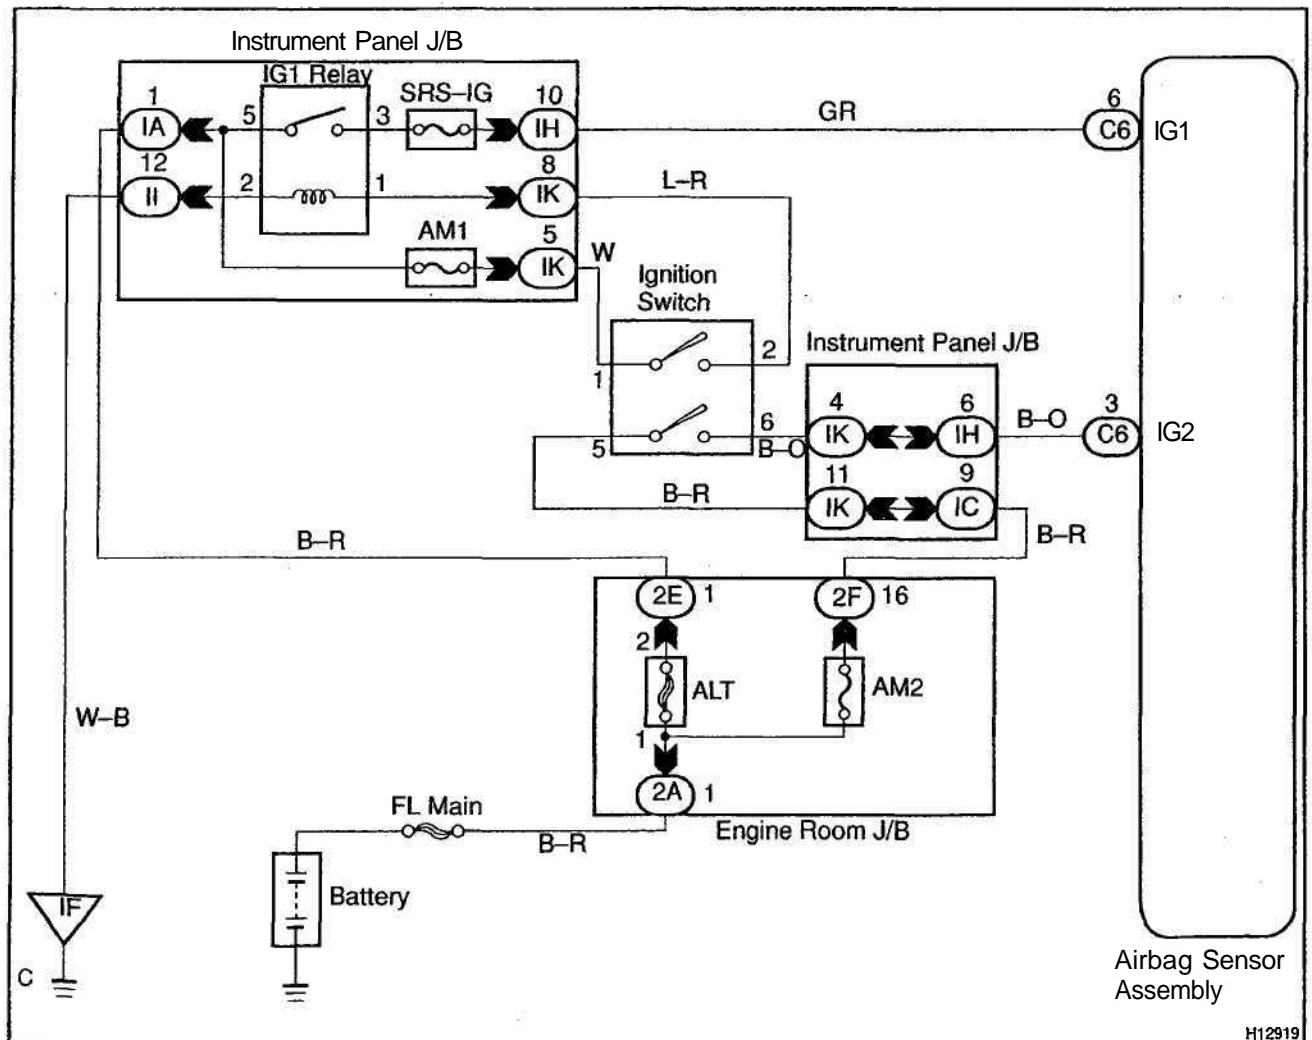 Instrument Panel J/B
IG1 Relay
SRS–IG
1
IA
5
3
10
IH
GR
6
C6
IG1
12
II
2
1
8
IK
L–R
AM1
5
IK
W
Ignition
Switch
1
2
Instrument Panel J/B
5
6
B–O
4
IK
6
IH
B–O
3
C6
IG2
B–R
11
IK
9
IC
B–R
B–R
2E
1
2F
16
2
ALT
AM2
1
2A
1
Engine Room J/B
W–B
FL Main
B–R
Battery
IF
C
Airbag Sensor
Assembly
H12919